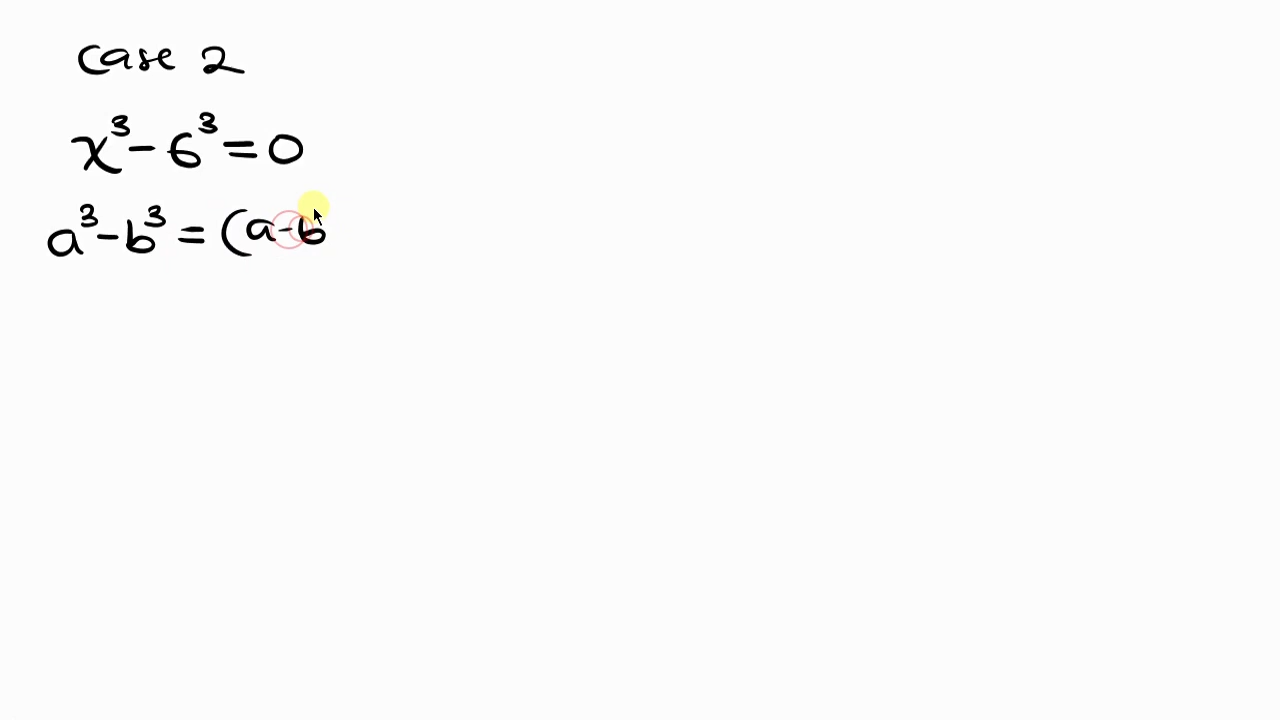 Case 2
x³ - 6³ = 0
a³ - b³ = (a - b